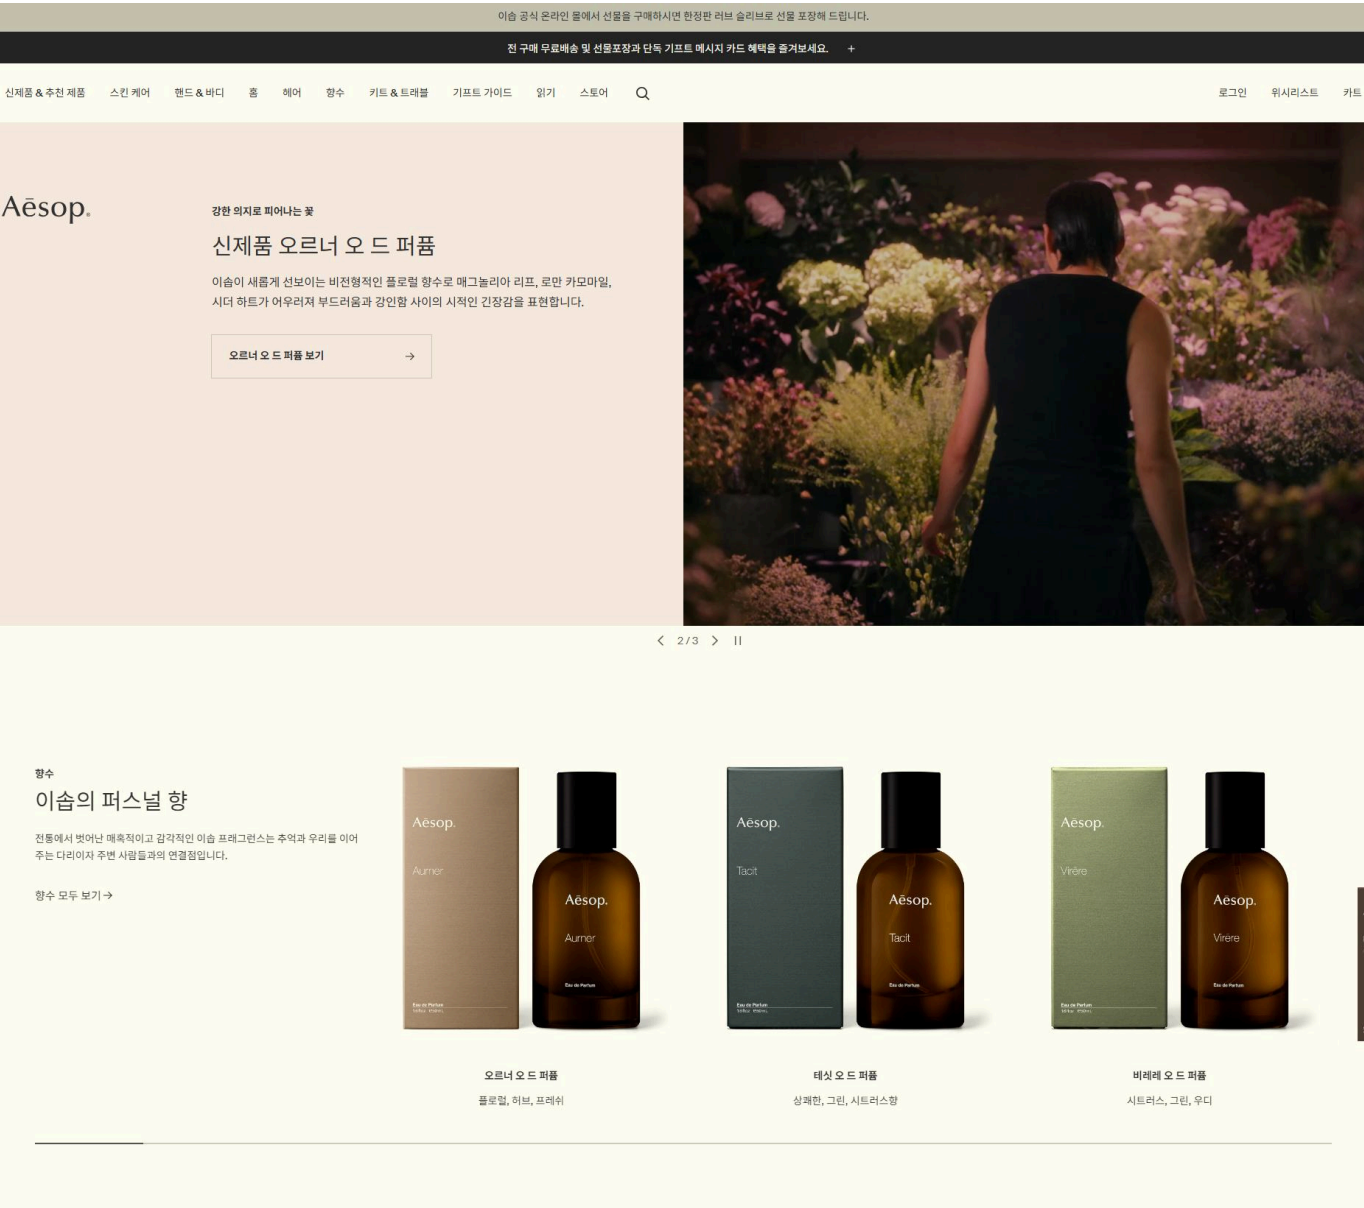 이솝 공식 온라인 몰에서 선물을 구매하시면 한정판 러브 슬리브로 선물 포장해 드립니다.
전 구매 무료배송 및 선물포장과 단독 기프트 메시지 카드 혜택을 즐겨보세요. +
신제품 & 추천 제품 스킨 케어 핸드 & 바디 홈 헤어 향수 키트 & 트래블 기프트 가이드 읽기 스토어 로그인 위시리스트 카트
Aēsop.
강한 의지로 피어나는 꽃
신제품 오르너 오 드 퍼퓸
이솝이 새롭게 선보이는 비전형적인 플로럴 향수로 매그놀리아 리프, 로만 카모마일,
시더 하트가 어우러져 부드러움과 강인함 사이의 시적인 긴장감을 표현합니다.
오르너 오 드 퍼퓸 보기 →
2 / 3
향수
이솝의 퍼스널 향
전통에서 벗어난 매혹적이고 감각적인 이솝 프래그런스는 추억과 우리를 이어
주는 다리이자 주변 사람들과의 연결점입니다.
향수 모두 보기 →
Aēsop.
Aurner
Eau de Parfum
Aēsop.
Aurner
Eau de Parfum
오르너 오 드 퍼퓸
플로럴, 허브, 프레쉬
Aēsop.
Tacit
Eau de Parfum
Aēsop.
Tacit
Eau de Parfum
테싯 오 드 퍼퓸
상쾌한, 그린, 시트러스향
Aēsop.
Virēre
Eau de Parfum
Aēsop.
Virēre
Eau de Parfum
비레레 오 드 퍼퓸
시트러스, 그린, 우디